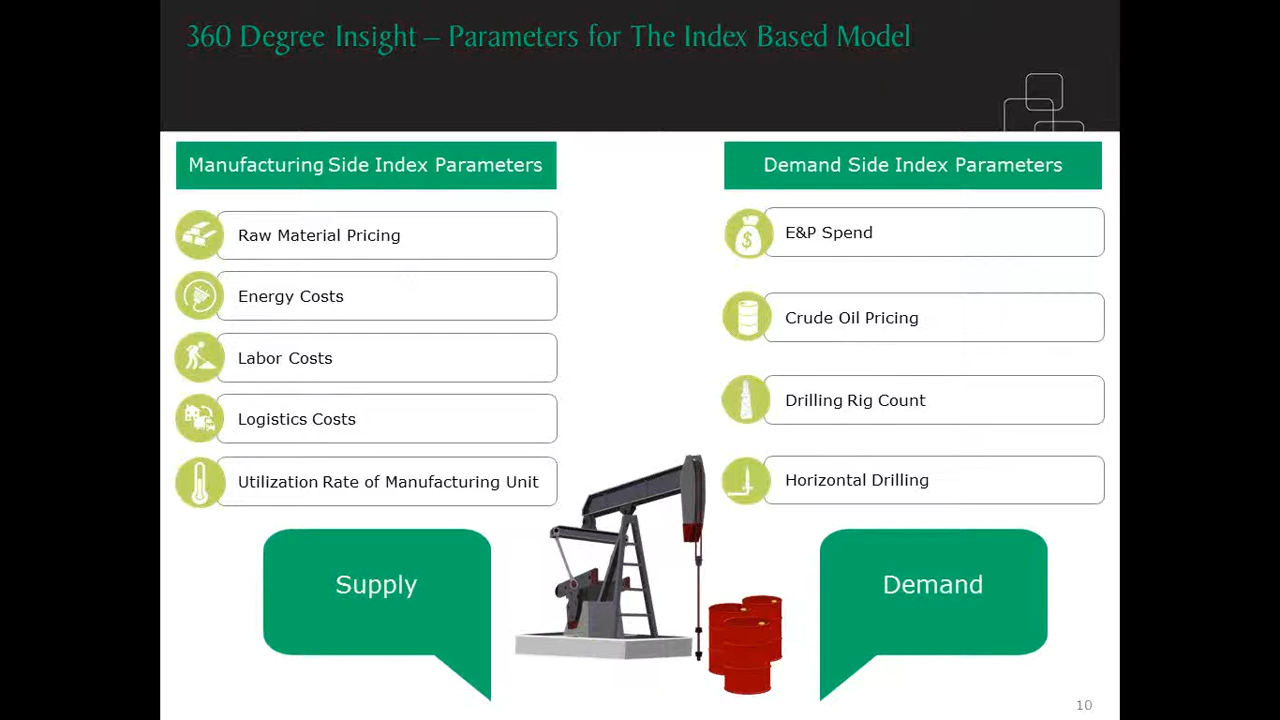 360 Degree Insight – Parameters for The Index Based Model
Manufacturing Side Index Parameters
Raw Material Pricing
Energy Costs
Labor Costs
Logistics Costs
Utilization Rate of Manufacturing Unit
Supply
Demand Side Index Parameters
E&P Spend
Crude Oil Pricing
Drilling Rig Count
Horizontal Drilling
Demand
10